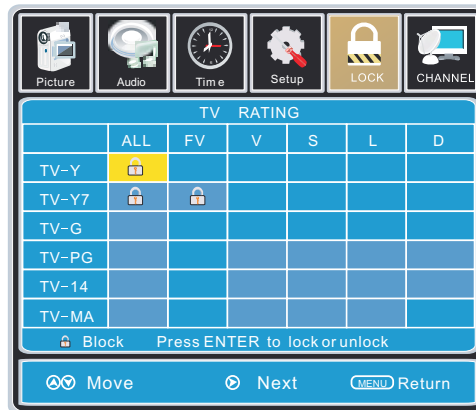 Picture Audio Time Setup LOCK CHANNEL
TV RATING
ALL FV V S L D
TV-Y
TV-Y7
TV-G
TV-PG
TV-14
TV-MA
Block Press ENTER to lock or unlock
Move Next MENU Return